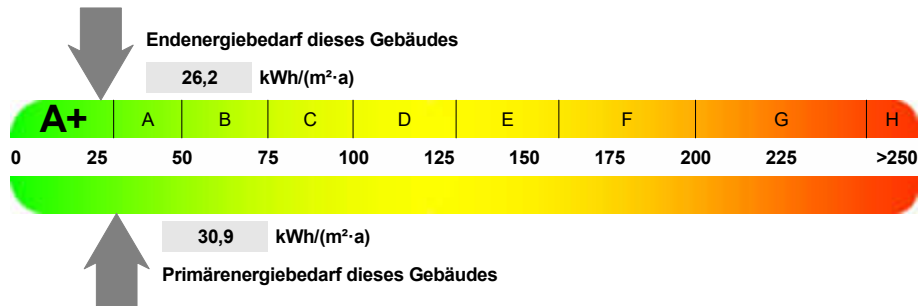 Endenergiebedarf dieses Gebäudes
26,2 kWh/(m²·a)
A+ A B C D E F G H
0 25 50 75 100 125 150 175 200 225 >250
30,9 kWh/(m²·a)
Primärenergiebedarf dieses Gebäudes